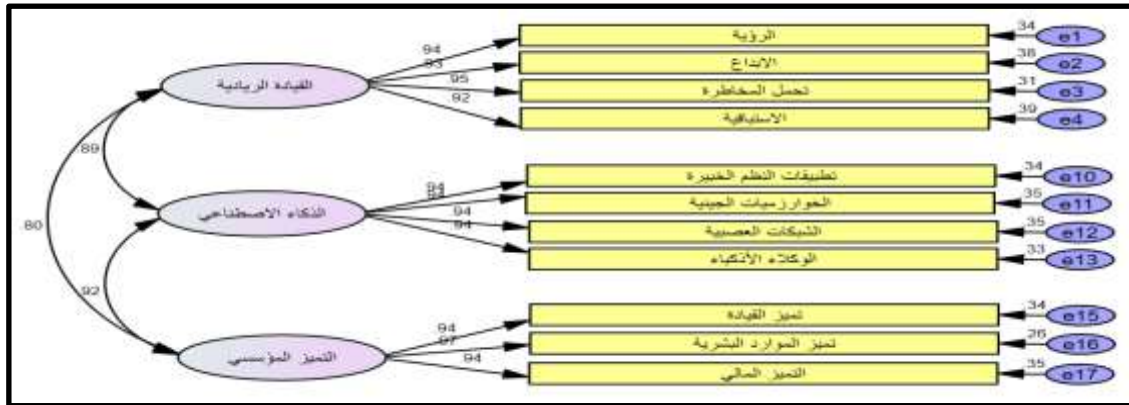 94 الرؤية 34 e1
93 الابداع 38 e2
القيادة الريادية
95 تحمل المخاطرة 31 e3
92 الاستباقية 39 e4
89
94 تطبيقات النظم الخبيرة 34 e10
94 الخوارزميات الجينية 35 e11
الذكاء الاصطناعي
94 الشبكات العصبية 35 e12
80
94 الوكلاء الأذكياء 33 e13
92
94 تميز القيادة 34 e15
97 تميز الموارد البشرية 26 e16
التميز المؤسسي
94 التميز المالي 35 e17